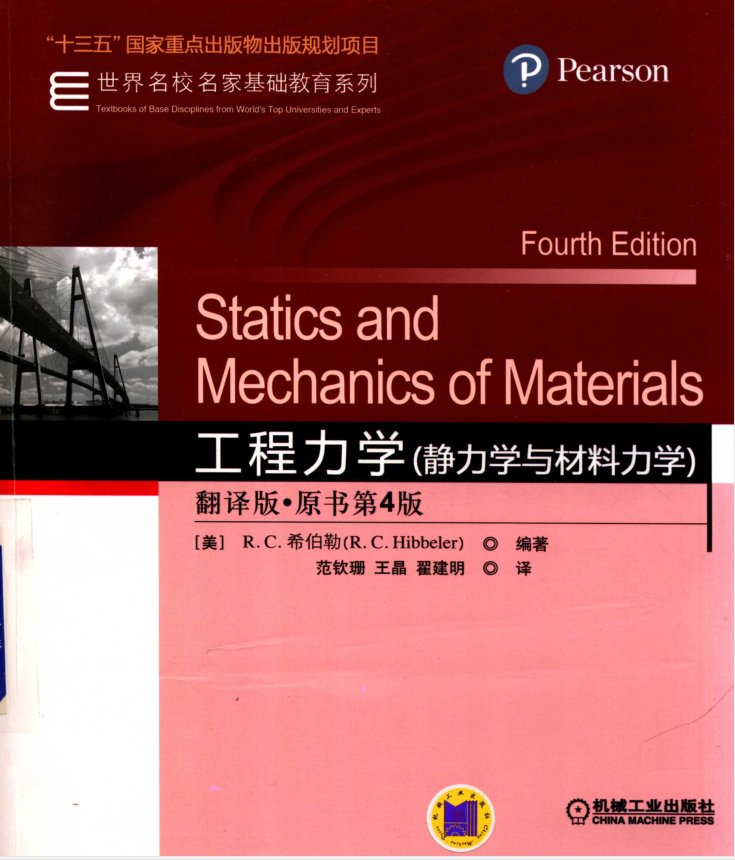 “十三五”国家重点出版物出版规划项目
世界名校名家基础教育系列
Textbooks of Base Disciplines from World's Top Universities and Experts
P Pearson
Fourth Edition
Statics and
Mechanics of Materials
工程力学(静力学与材料力学)
翻译版•原书第4版
[美] R. C. 希伯勒(R. C. Hibbeler) ◎ 编著
范钦珊 王晶 翟建明 ◎ 译
机械工业出版社
CHINA MACHINE PRESS